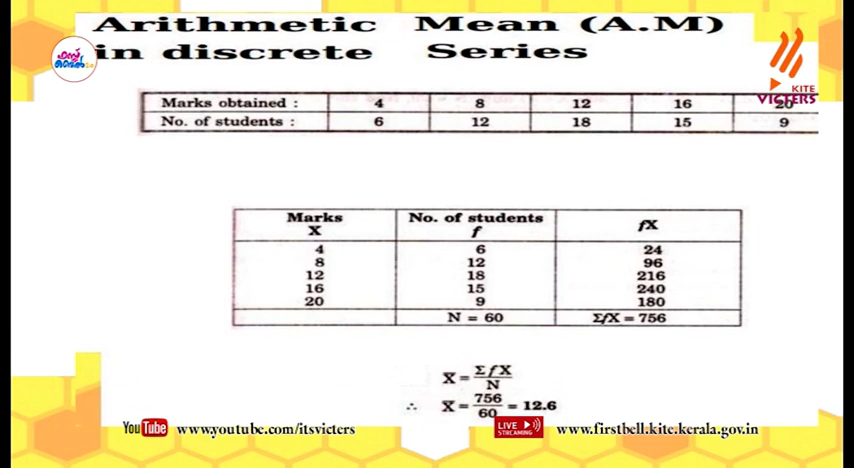 Arithmetic Mean (A.M)
in discrete Series
KITE
VICTERS
Marks obtained : 4 8 12 16 20
No. of students : 6 12 18 15 9
Marks No. of students fX
X f
4 6 24
8 12 96
12 18 216
16 15 240
20 9 180
N = 60 ΣfX = 756
X̄ = ΣfX
N
∴ X̄ = 756
60 = 12.6
YouTube www.youtube.com/itsvicters
LIVE
STREAMING
www.firstbell.kite.kerala.gov.in